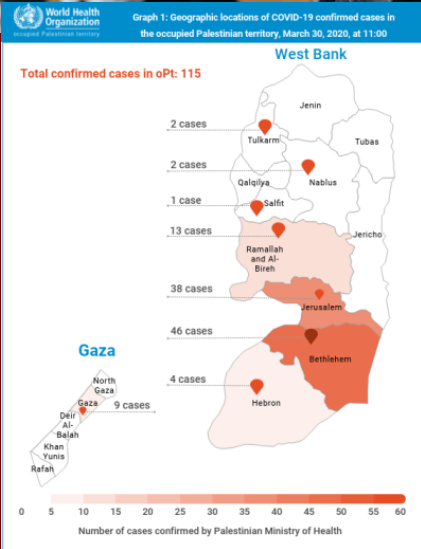 World Health
Organization
occupied Palestinian territory
Graph 1: Geographic locations of COVID-19 confirmed cases in
the occupied Palestinian territory, March 30, 2020, at 11:00
West Bank
Total confirmed cases in oPt: 115
Jenin
2 cases
Tulkarm
Tubas
2 cases
Qalqilya
Nablus
1 case
Salfit
13 cases
Jericho
Ramallah
and Al-
Bireh
38 cases
Jerusalem
46 cases
Bethlehem
Gaza
4 cases
Hebron
North
Gaza
Gaza
9 cases
Deir
Al-
Balah
Khan
Yunis
Rafah
0 5 10 15 20 25 30 35 40 45 50 55 60
Number of cases confirmed by Palestinian Ministry of Health